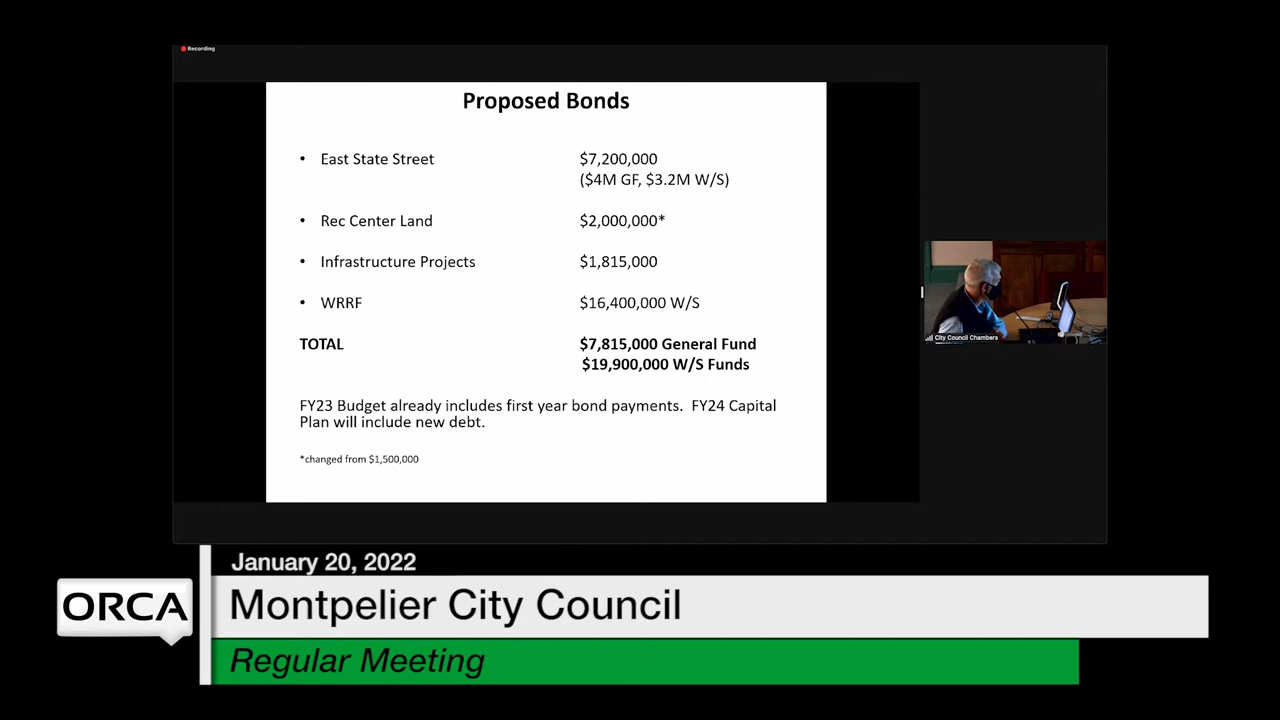 Recording
Proposed Bonds
• East State Street $7,200,000
($4M GF, $3.2M W/S)
• Rec Center Land $2,000,000*
• Infrastructure Projects $1,815,000
• WRRF $16,400,000 W/S
TOTAL $7,815,000 General Fund
$19,900,000 W/S Funds
FY23 Budget already includes first year bond payments. FY24 Capital
Plan will include new debt.
*changed from $1,500,000
City Council Chambers
January 20, 2022
ORCA
Montpelier City Council
Regular Meeting